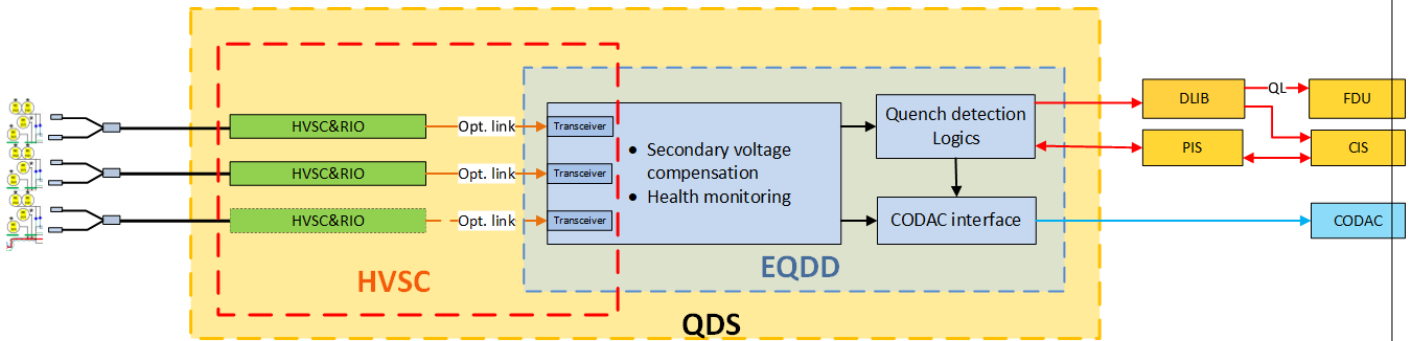 HVSC&RIO
Opt. link
Transceiver
HVSC&RIO
Opt. link
Transceiver
HVSC&RIO
Opt. link
Transceiver
• Secondary voltage
compensation
• Health monitoring
Quench detection
Logics
CODAC interface
HVSC
EQDD
QDS
DLIB
QL
FDU
PIS
CIS
CODAC